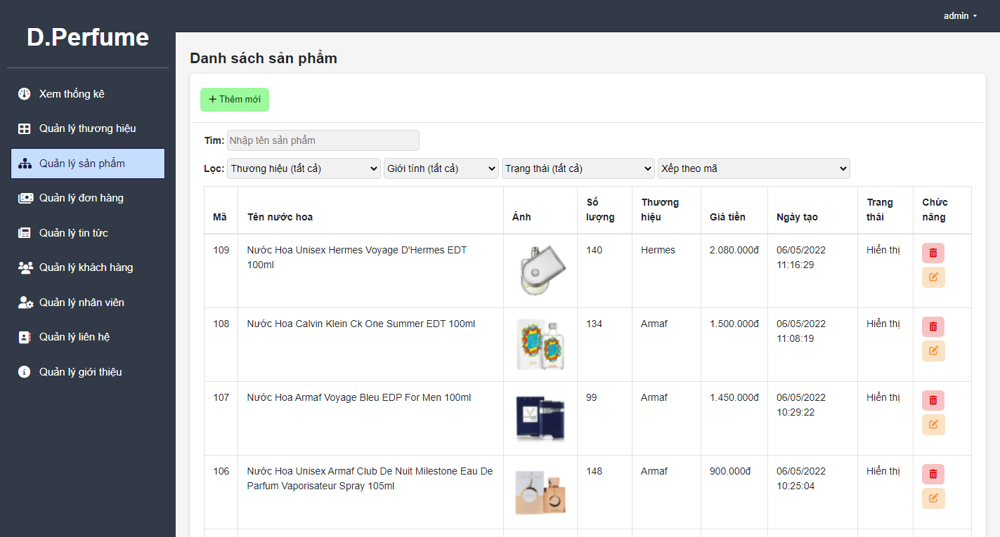 admin
D.Perfume
Xem thống kê
Quản lý thương hiệu
Quản lý sản phẩm
Quản lý đơn hàng
Quản lý tin tức
Quản lý khách hàng
Quản lý nhân viên
Quản lý liên hệ
Quản lý giới thiệu
Danh sách sản phẩm
+ Thêm mới
Tìm: Nhập tên sản phẩm
Lọc: Thương hiệu (tất cả) Giới tính (tất cả) Trạng thái (tất cả) Xếp theo mã
Mã Tên nước hoa Ảnh Số lượng Thương hiệu Giá tiền Ngày tạo Trang thái Chức năng
109 Nước Hoa Unisex Hermes Voyage D'Hermes EDT 140 Hermes 2.080.000đ 06/05/2022 Hiển thị
100ml 11:16:29
108 Nước Hoa Calvin Klein Ck One Summer EDT 100ml 134 Armaf 1.500.000đ 06/05/2022 Hiển thị
11:08:19
107 Nước Hoa Armaf Voyage Bleu EDP For Men 100ml 99 Armaf 1.450.000đ 06/05/2022 Hiển thị
10:29:22
106 Nước Hoa Unisex Armaf Club De Nuit Milestone Eau De 148 Armaf 900.000đ 06/05/2022 Hiển thị
Parfum Vaporisateur Spray 105ml 10:25:04